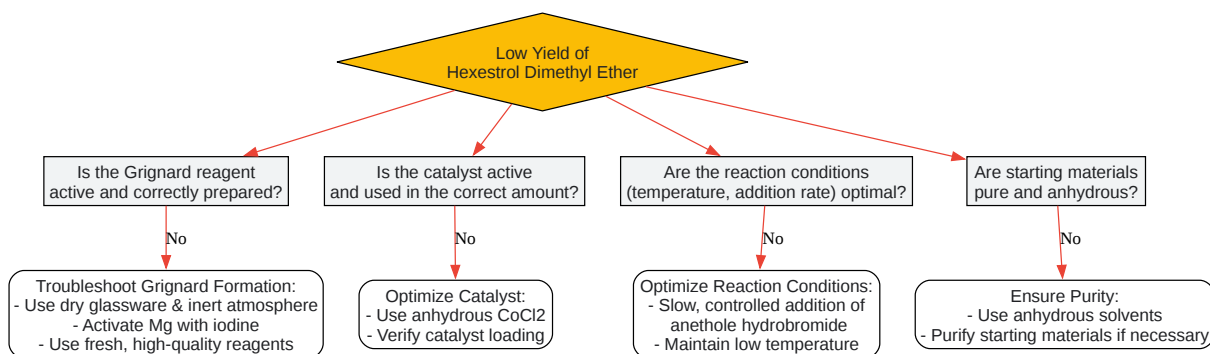 Low Yield of
Hexestrol Dimethyl Ether
Is the Grignard reagent
active and correctly prepared?
Is the catalyst active
and used in the correct amount?
Are the reaction conditions
(temperature, addition rate) optimal?
Are starting materials
pure and anhydrous?
No
No
No
No
Troubleshoot Grignard Formation:
- Use dry glassware & inert atmosphere
- Activate Mg with iodine
- Use fresh, high-quality reagents
Optimize Catalyst:
- Use anhydrous CoCl2
- Verify catalyst loading
Optimize Reaction Conditions:
- Slow, controlled addition of
anethole hydrobromide
- Maintain low temperature
Ensure Purity:
- Use anhydrous solvents
- Purify starting materials if necessary